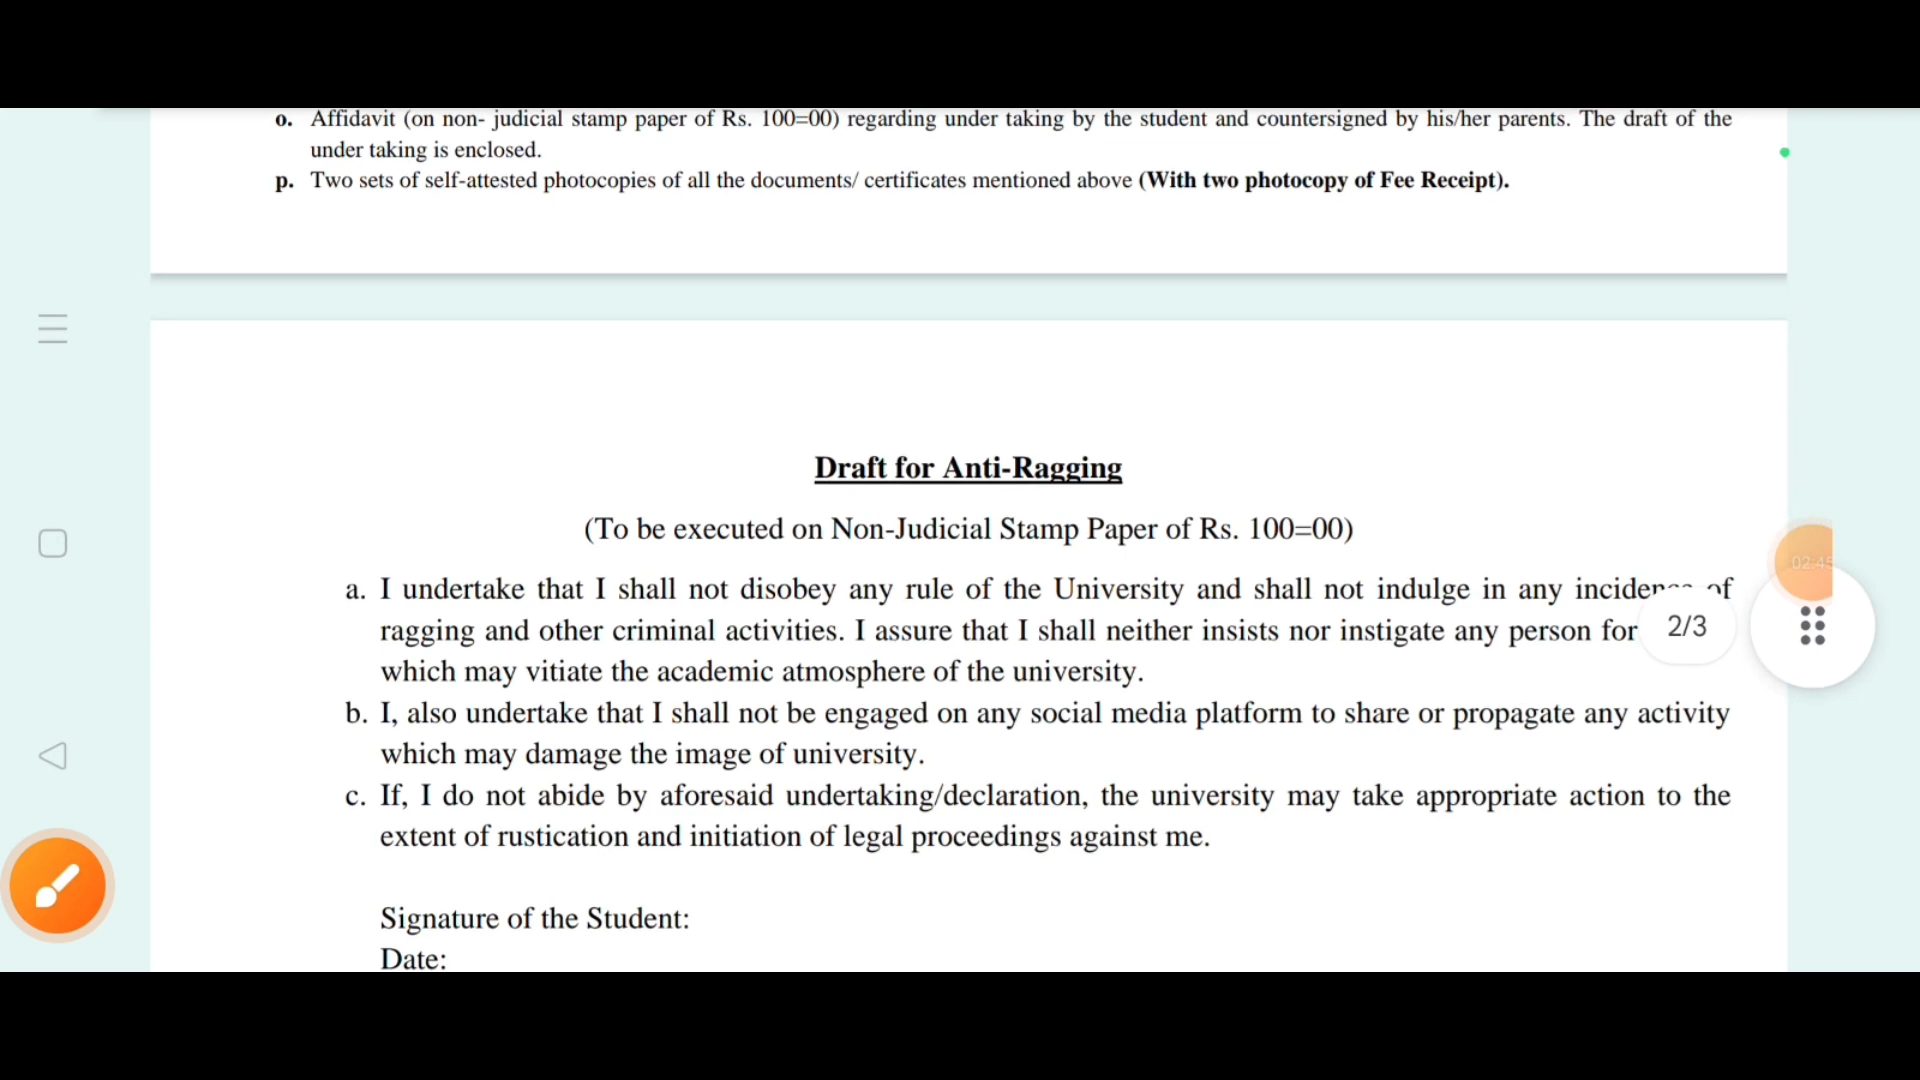 o. Affidavit (on non- judicial stamp paper of Rs. 100=00) regarding under taking by the student and countersigned by his/her parents. The draft of the
under taking is enclosed.
p. Two sets of self-attested photocopies of all the documents/ certificates mentioned above (With two photocopy of Fee Receipt).
Draft for Anti-Ragging
(To be executed on Non-Judicial Stamp Paper of Rs. 100=00)
a. I undertake that I shall not disobey any rule of the University and shall not indulge in any of
ragging and other criminal activities. I assure that I shall neither insists nor instigate any person for
which may vitiate the academic atmosphere of the university.
b. I, also undertake that I shall not be engaged on any social media platform to share or propagate any activity
which may damage the image of university.
c. If, I do not abide by aforesaid undertaking/declaration, the university may take appropriate action to the
extent of rustication and initiation of legal proceedings against me.
Signature of the Student:
Date:
02:45
2/3